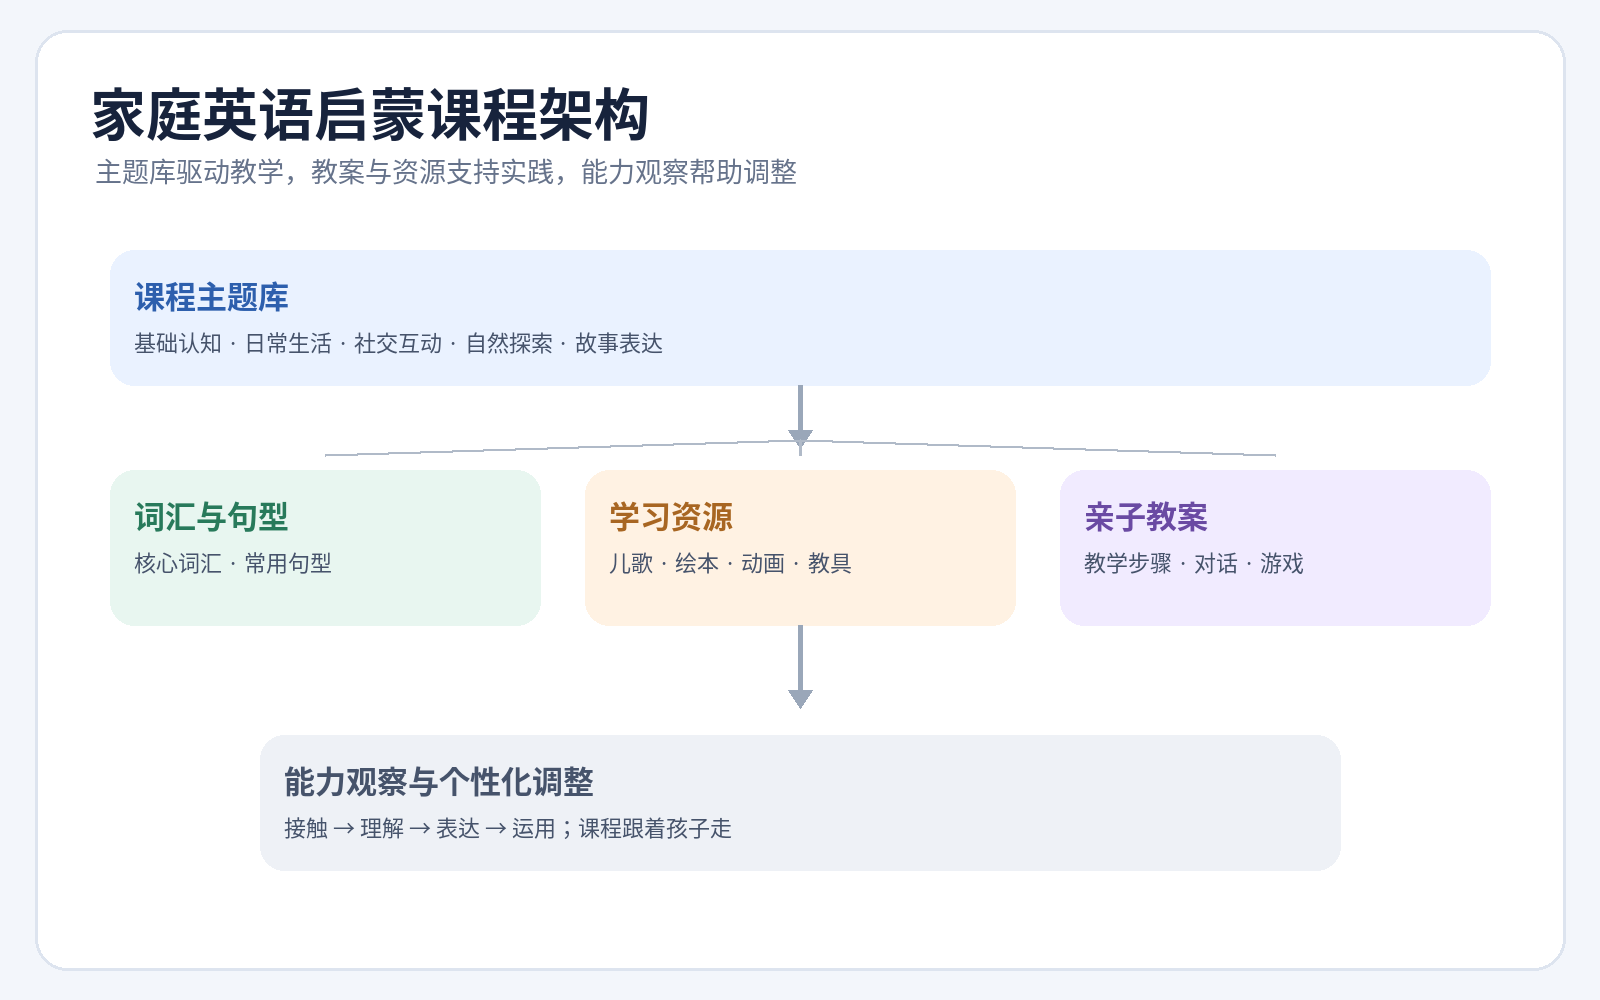 家庭英语启蒙课程架构
主题库驱动教学，教案与资源支持实践，能力观察帮助调整
课程主题库
基础认知 · 日常生活 · 社交互动 · 自然探索 · 故事表达
词汇与句型
核心词汇 · 常用句型
学习资源
儿歌 · 绘本 · 动画 · 教具
亲子教案
教学步骤 · 对话 · 游戏
能力观察与个性化调整
接触 → 理解 → 表达 → 运用；课程跟着孩子走